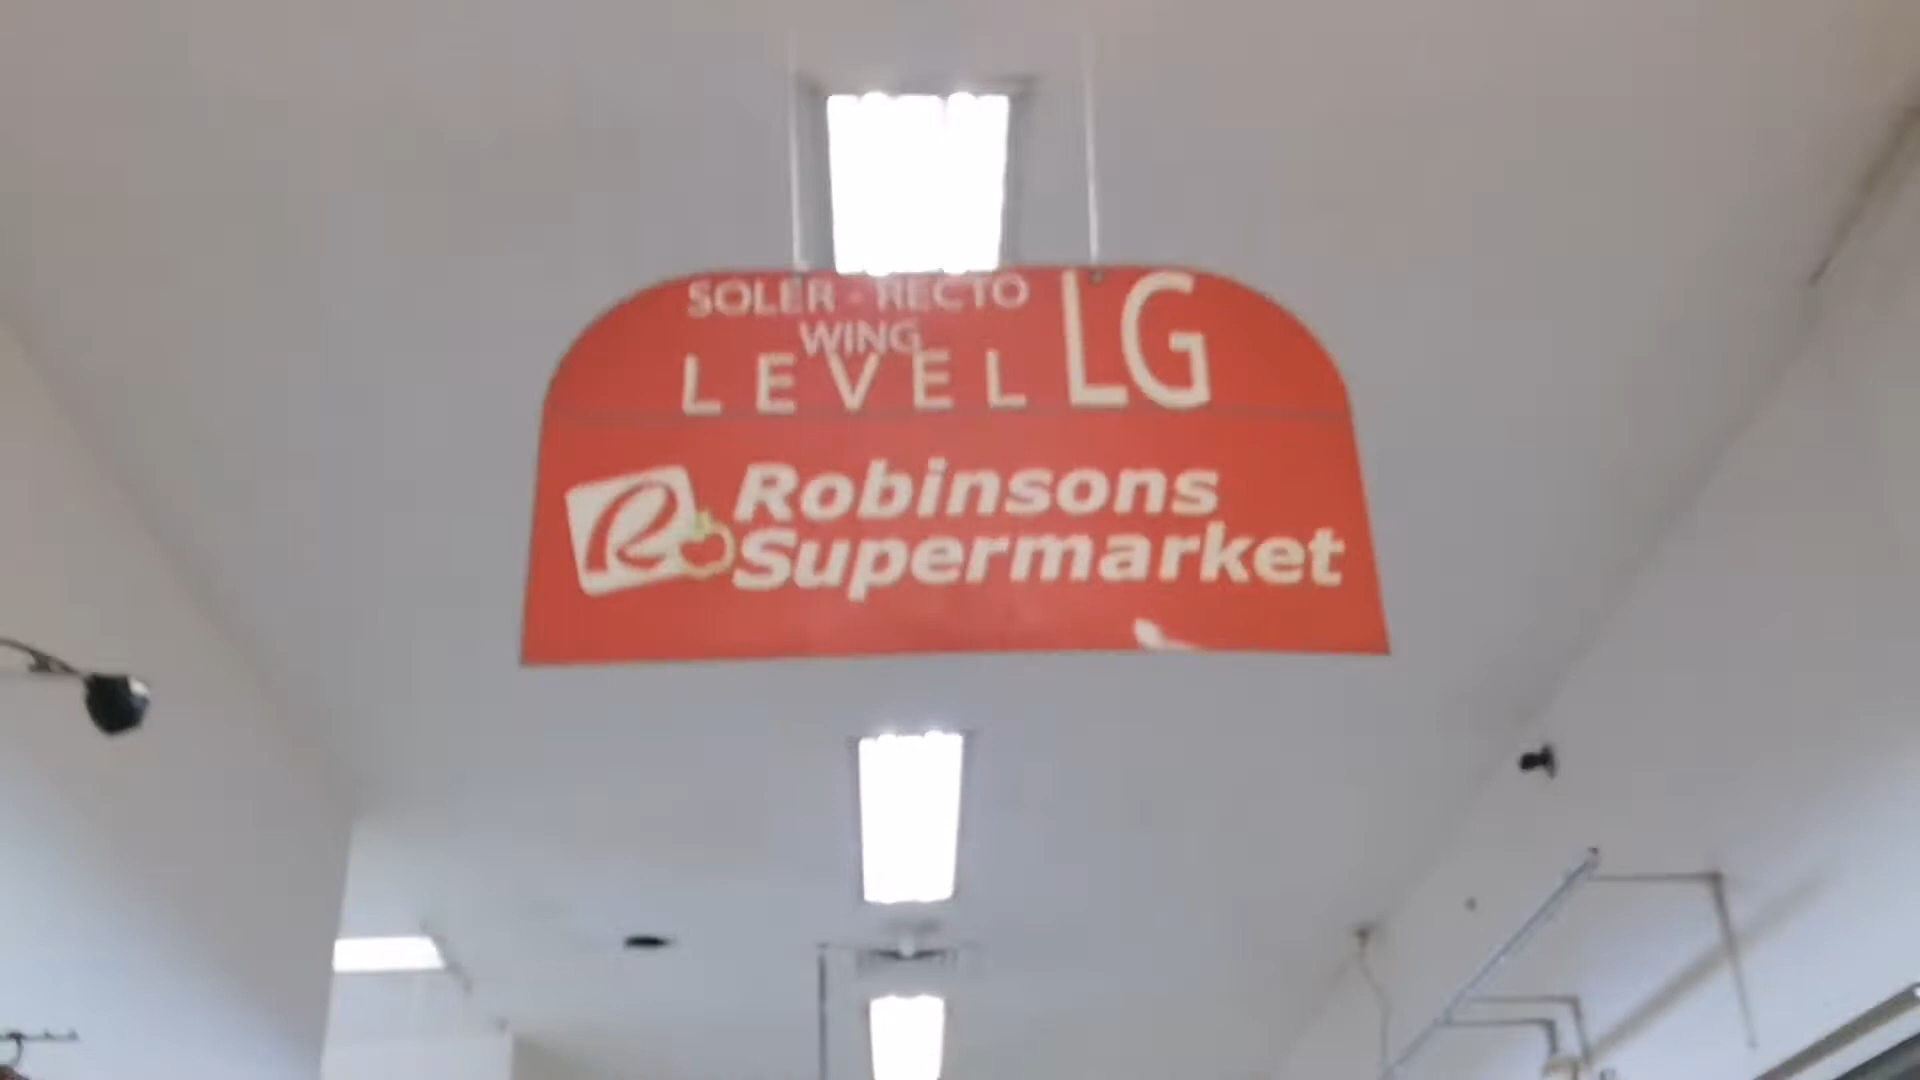 SOLER - RECTO
WING
LEVEL LG
Robinsons
Supermarket